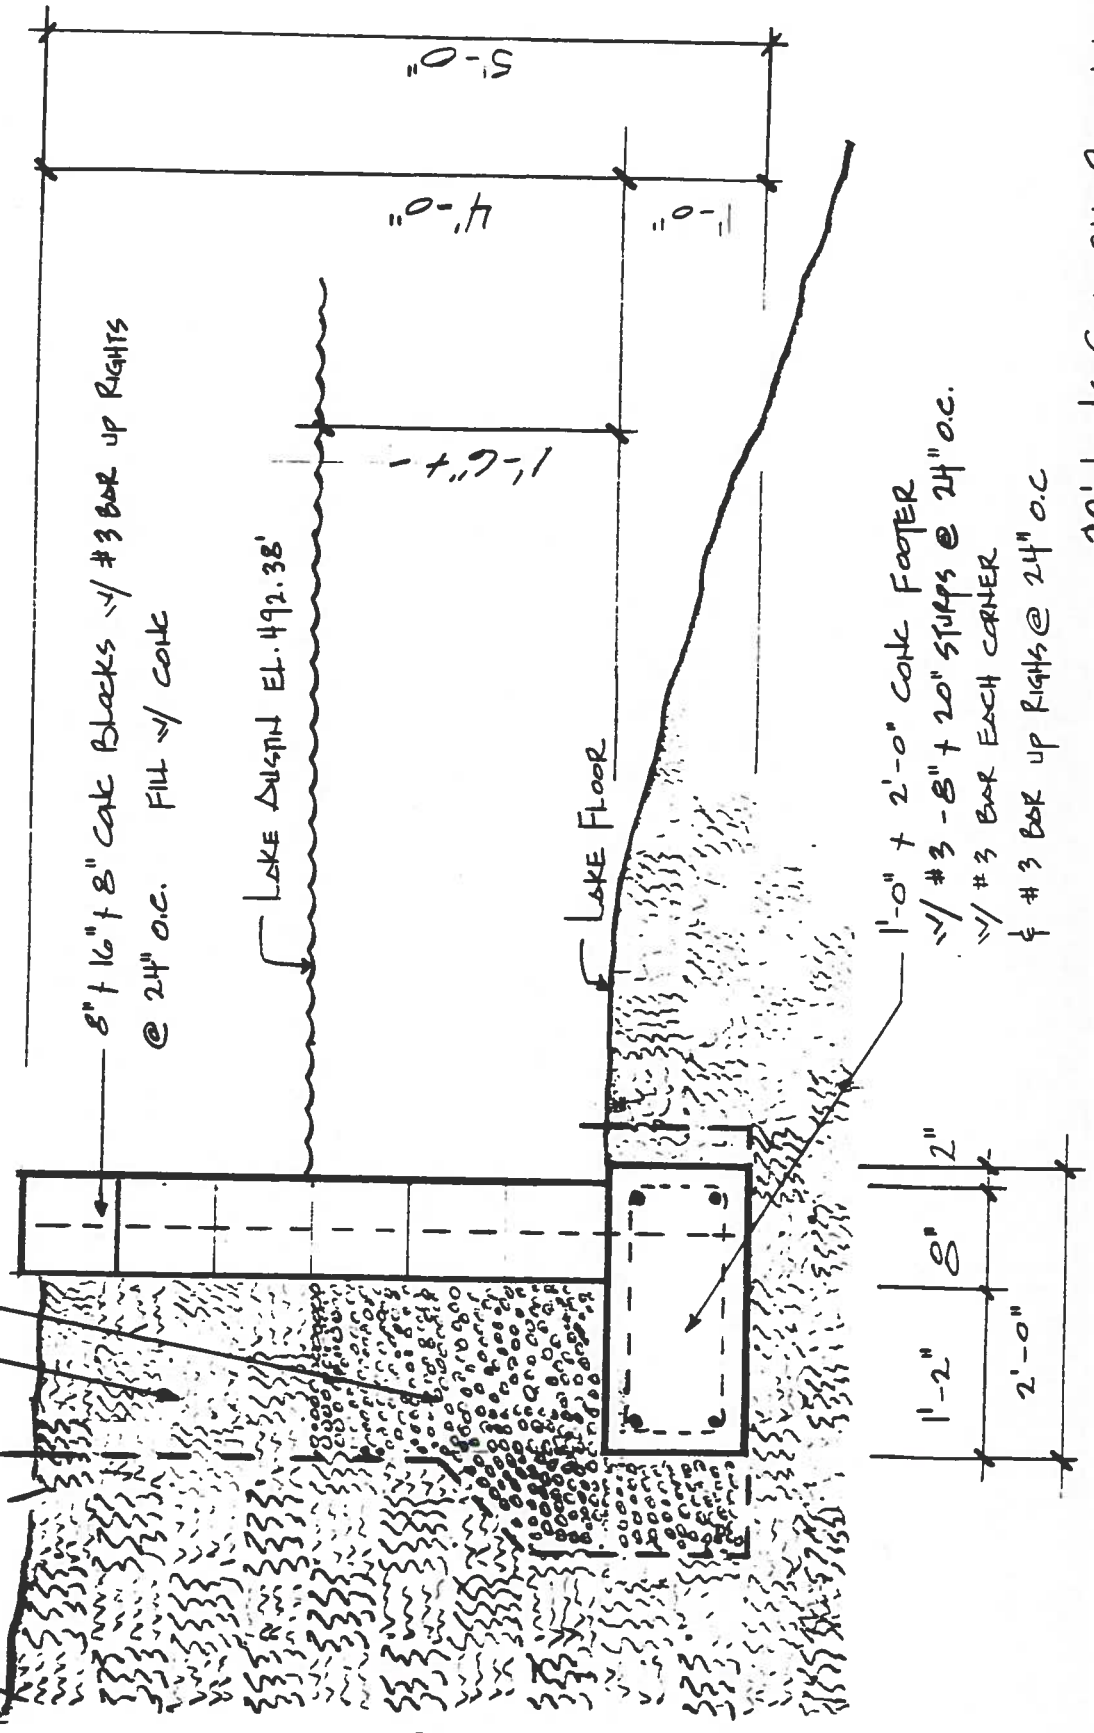 8" + 16" + 8" CONC BLOCKS W/ #3 BAR UP RIGHTS
@ 24" O.C. FILL W/ CONC
LAKE AUSTIN EL. 492.38'
LAKE FLOOR
5'-0"
4'-0"
1'-0"
1'-6" + -
1'-0" + 2'-0" CONC FOOTER
W/ #3 - 8" + 20" STURPS @ 24" O.C.
W/ #3 BAR EACH CORNER
& #3 BAR UP RIGHTS @ 24" O.C
1'-2"
8"
2"
2'-0"